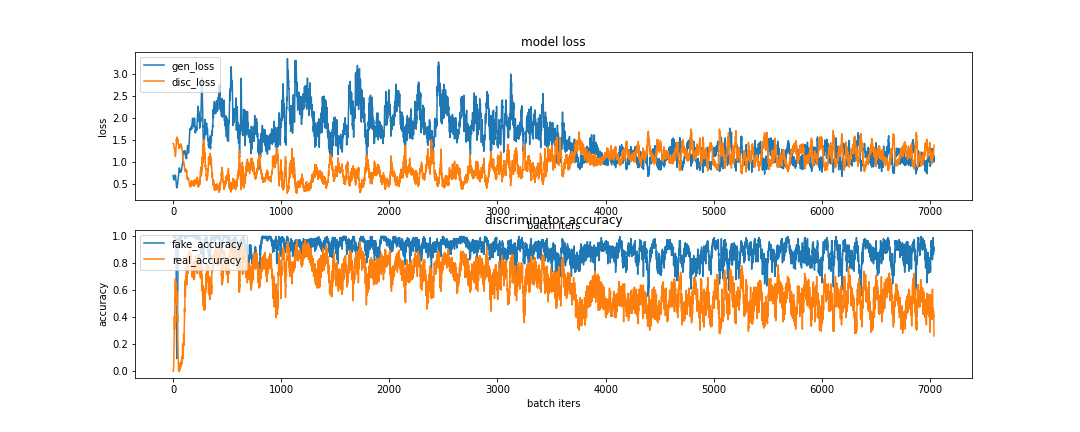 model loss
gen_loss
disc_loss
loss
3.0
2.5
2.0
1.5
1.0
0.5
0 1000 2000 3000 4000 5000 6000 7000
batch iters
discriminator accuracy
fake_accuracy
real_accuracy
accuracy
1.0
0.8
0.6
0.4
0.2
0.0
0 1000 2000 3000 4000 5000 6000 7000
batch iters